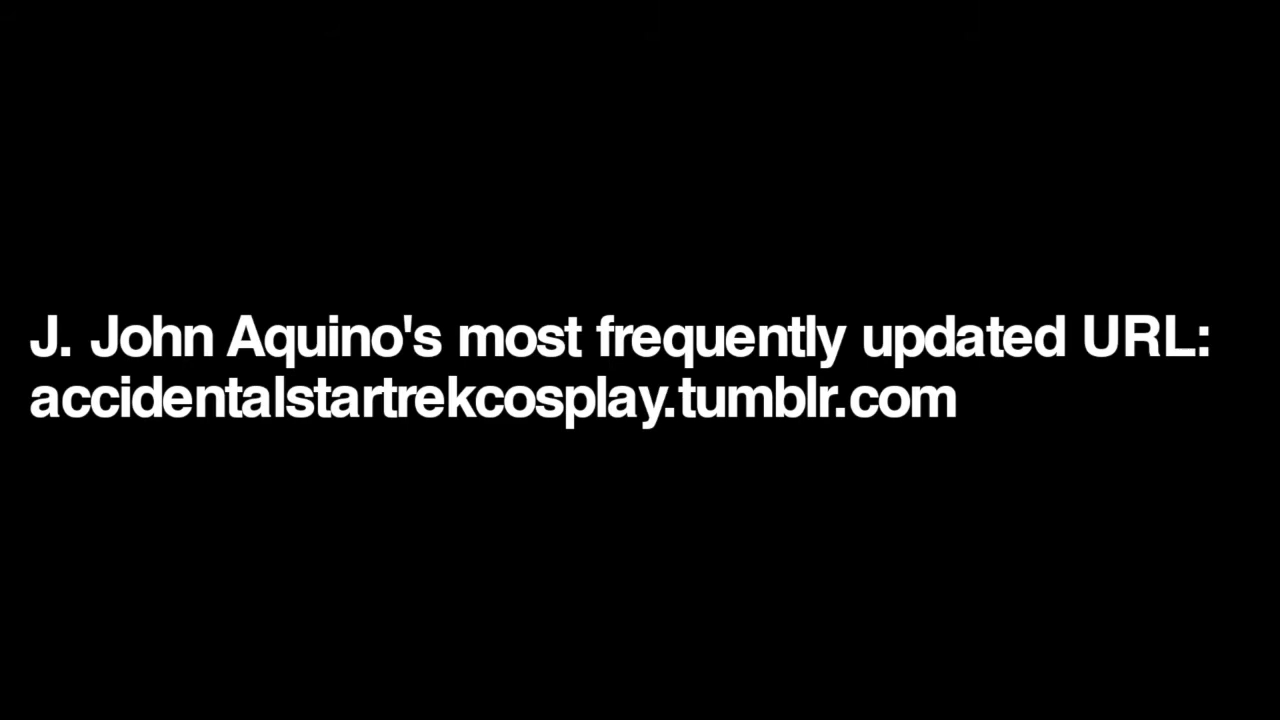 J. John Aquino's most frequently updated URL:
accidentalstartrekcosplay.tumblr.com